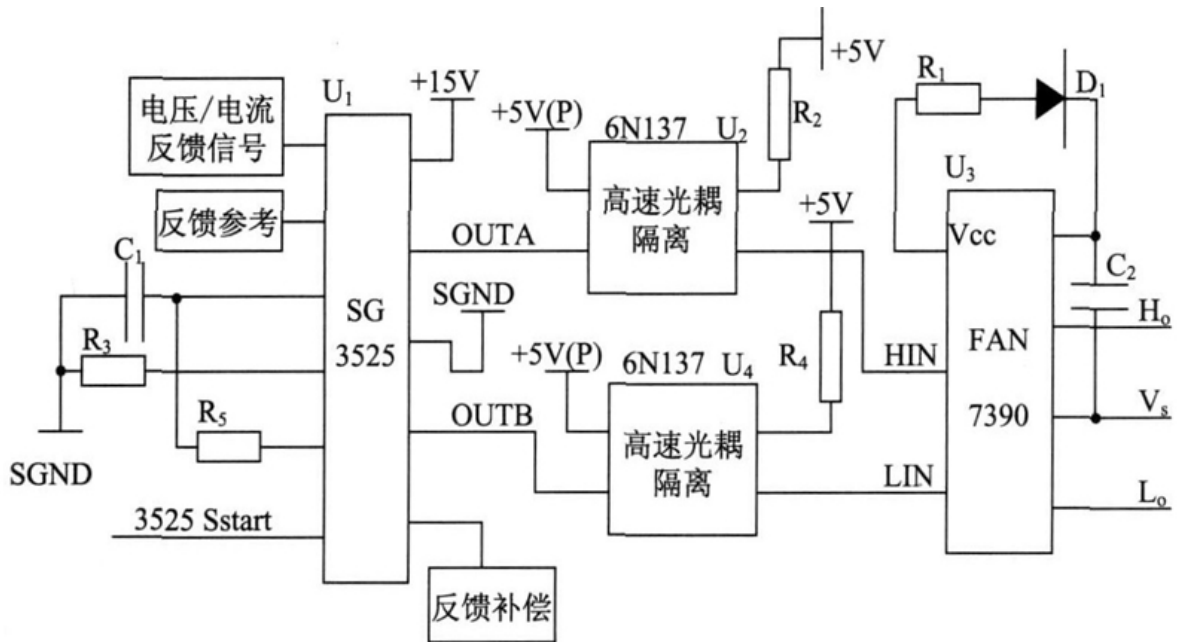 电压/电流
反馈信号
U₁
+15V
+5V(P)
6N137
U₂
高速光耦
隔离
R₂
+5V
R₁
D₁
U₃
反馈参考
OUTA
+5V
Vcc
C₂
C₁
SG
3525
SGND
Hₒ
R₃
+5V(P)
6N137
U₄
R₄
HIN
FAN
7390
R₅
OUTB
高速光耦
隔离
Vₛ
SGND
LIN
Lₒ
3525 Sstart
反馈补偿